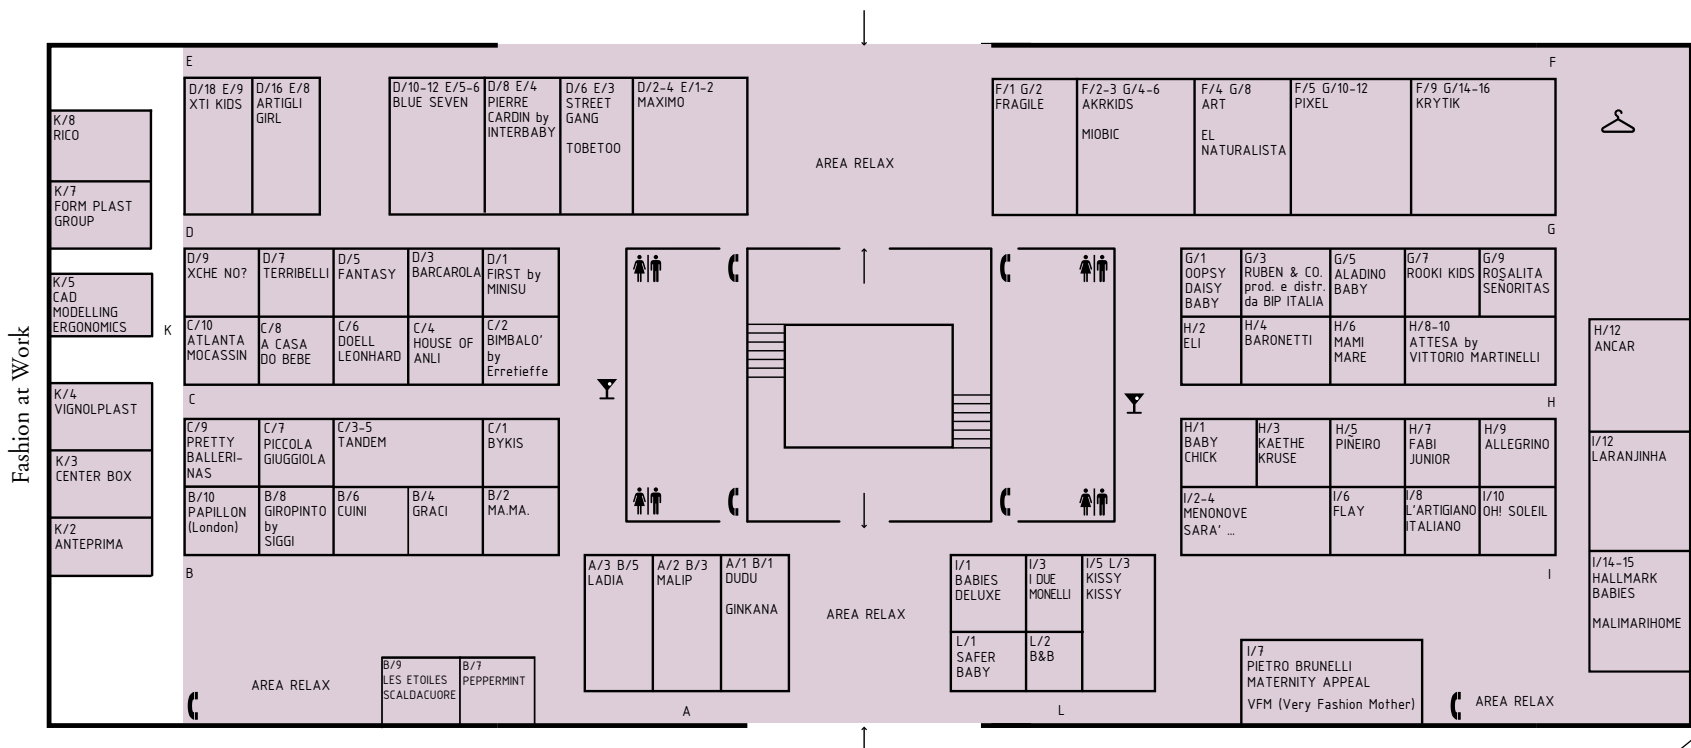 Fashion at Work
K/8
RICO
K/7
FORM PLAST
GROUP
K/5
CAD
MODELLING
ERGONOMICS
K
K/4
VIGNOLPLAST
K/3
CENTER BOX
K/2
ANTEPRIMA
E
D/18 E/9
XTI KIDS
D/16 E/8
ARTIGLI
GIRL
D/10-12 E/5-6
BLUE SEVEN
D/8 E/4
PIERRE
CARDIN by
INTERBABY
D/6 E/3
STREET
GANG
TOBETOO
D/2-4 E/1-2
MAXIMO
AREA RELAX
F
F/1 G/2
FRAGILE
F/2-3 G/4-6
AKRKIDS
MIOBIC
F/4 G/8
ART
EL
NATURALISTA
F/5 G/10-12
PIXEL
F/9 G/14-16
KRYTIK
D
D/9
XCHE NO?
D/7
TERRIBELLI
D/5
FANTASY
D/3
BARCAROLA
D/1
FIRST by
MINISU
C/10
ATLANTA
MOCASSIN
C/8
A CASA
DO BEBE
C/6
DOELL
LEONHARD
C/4
HOUSE OF
ANLI
C/2
BIMBALO'
by
Erretieffe
C
C/9
PRETTY
BALLERI-
NAS
C/7
PICCOLA
GIUGGIOLA
C/3-5
TANDEM
C/1
BYKIS
B/10
PAPILLON
(London)
B/8
GIROPINTO
by
SIGGI
B/6
CUINI
B/4
GRACI
B/2
MA.MA.
B
G
G/1
OOPSY
DAISY
BABY
G/3
RUBEN & CO.
prod. e distr.
da BIP ITALIA
G/5
ALADINO
BABY
G/7
ROOKI KIDS
G/9
ROSALITA
SEÑORITAS
H/2
ELI
H/4
BARONETTI
H/6
MAMI
MARE
H/8-10
ATTESA by
VITTORIO MARTINELLI
H
H/1
BABY
CHICK
H/3
KAETHE
KRUSE
H/5
PIÑEIRO
H/7
FABI
JUNIOR
H/9
ALLEGRINO
I/2-4
MENONOVE
SARA' ...
I/6
FLAY
I/8
L'ARTIGIANO
ITALIANO
I/10
OH! SOLEIL
I
H/12
ANCAR
I/12
LARANJINHA
I/14-15
HALLMARK
BABIES
MALIMARIHOME
A/3 B/5
LADIA
A/2 B/3
MALIP
A/1 B/1
DUDU
GINKANA
AREA RELAX
I/1
BABIES
DELUXE
I/3
I DUE
MONELLI
I/5 L/3
KISSY
KISSY
L/1
SAFER
BABY
L/2
B&B
AREA RELAX
B/9
LES ETOILES
SCALDACUORE
B/7
PEPPERMINT
A
L
I/7
PIETRO BRUNELLI
MATERNITY APPEAL
VFM (Very Fashion Mother)
AREA RELAX